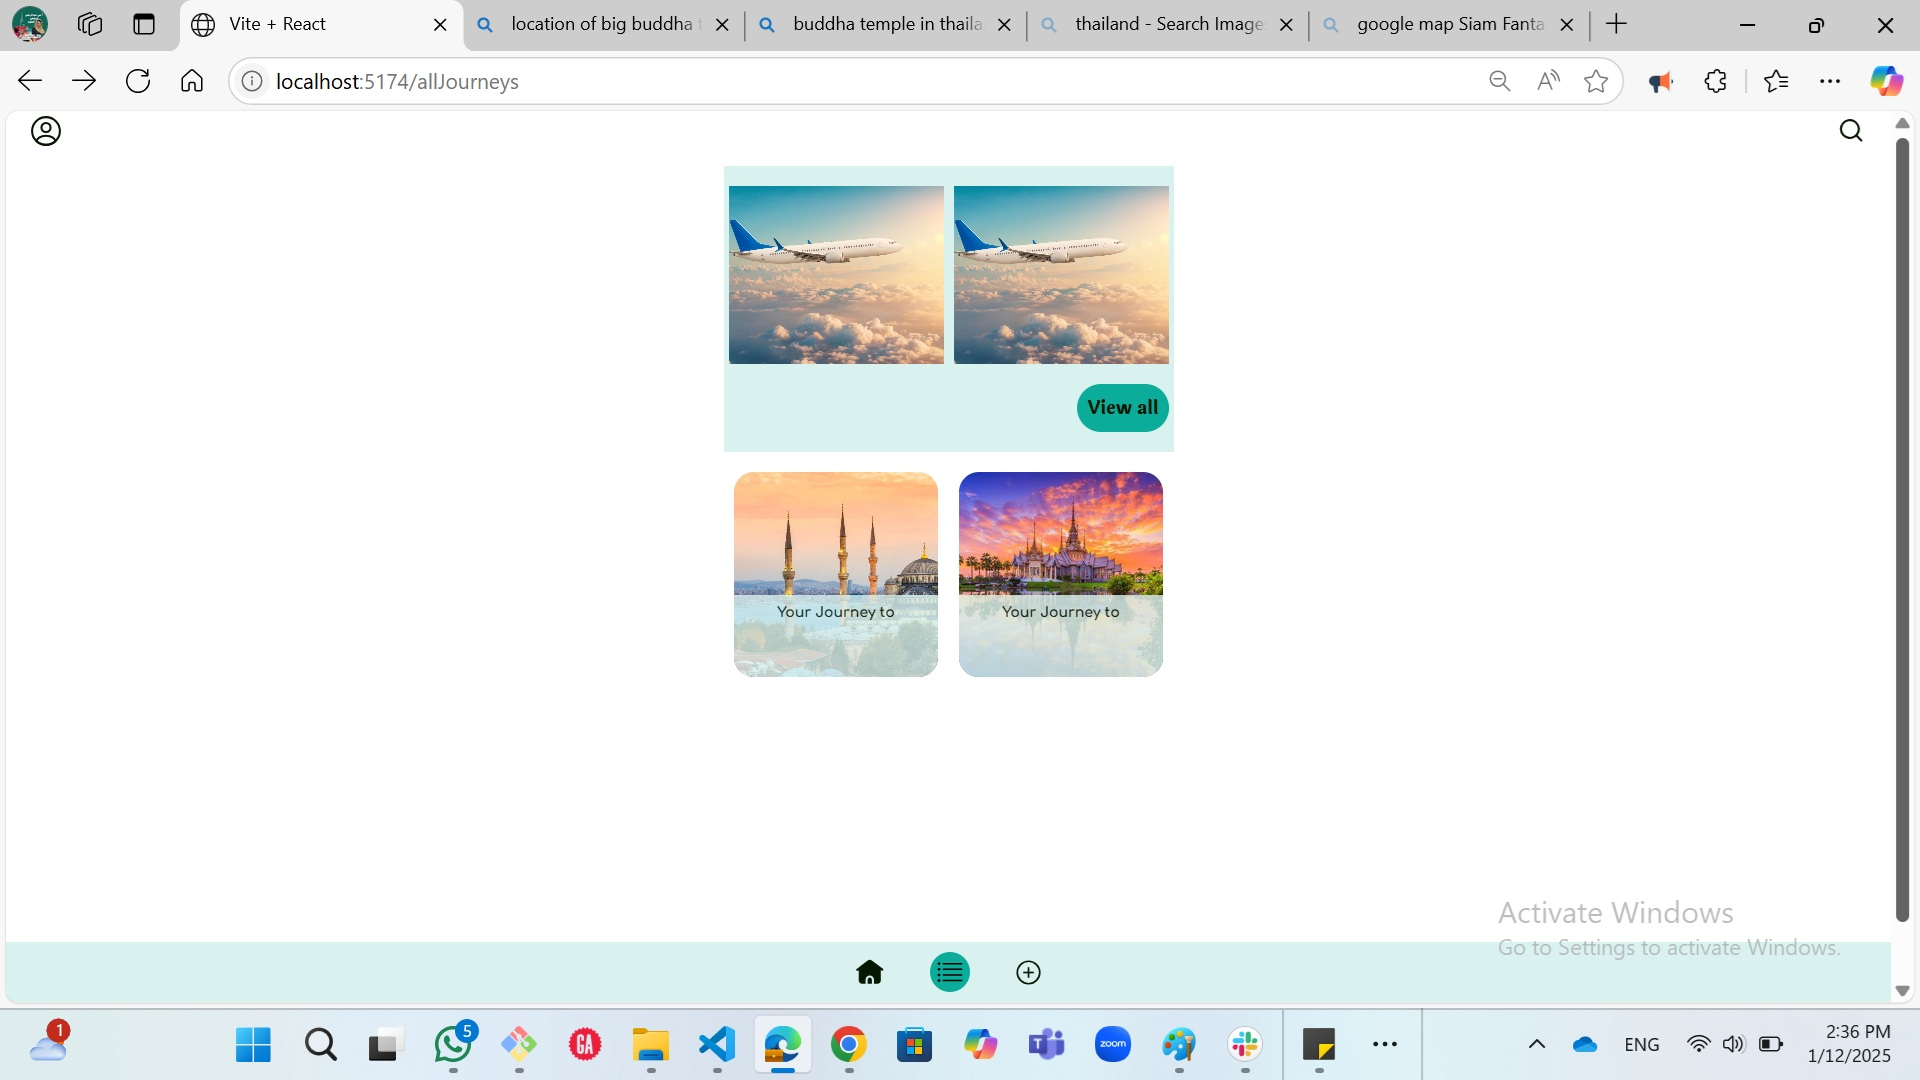 Vite + React
location of big buddha t
buddha temple in thaila
thailand - Search Image
google map Siam Fanta
localhost:5174/allJourneys
View all
Your Journey to
Your Journey to
Activate Windows
Go to Settings to activate Windows.
1
5
GA
zoom
ENG
2:36 PM
1/12/2025